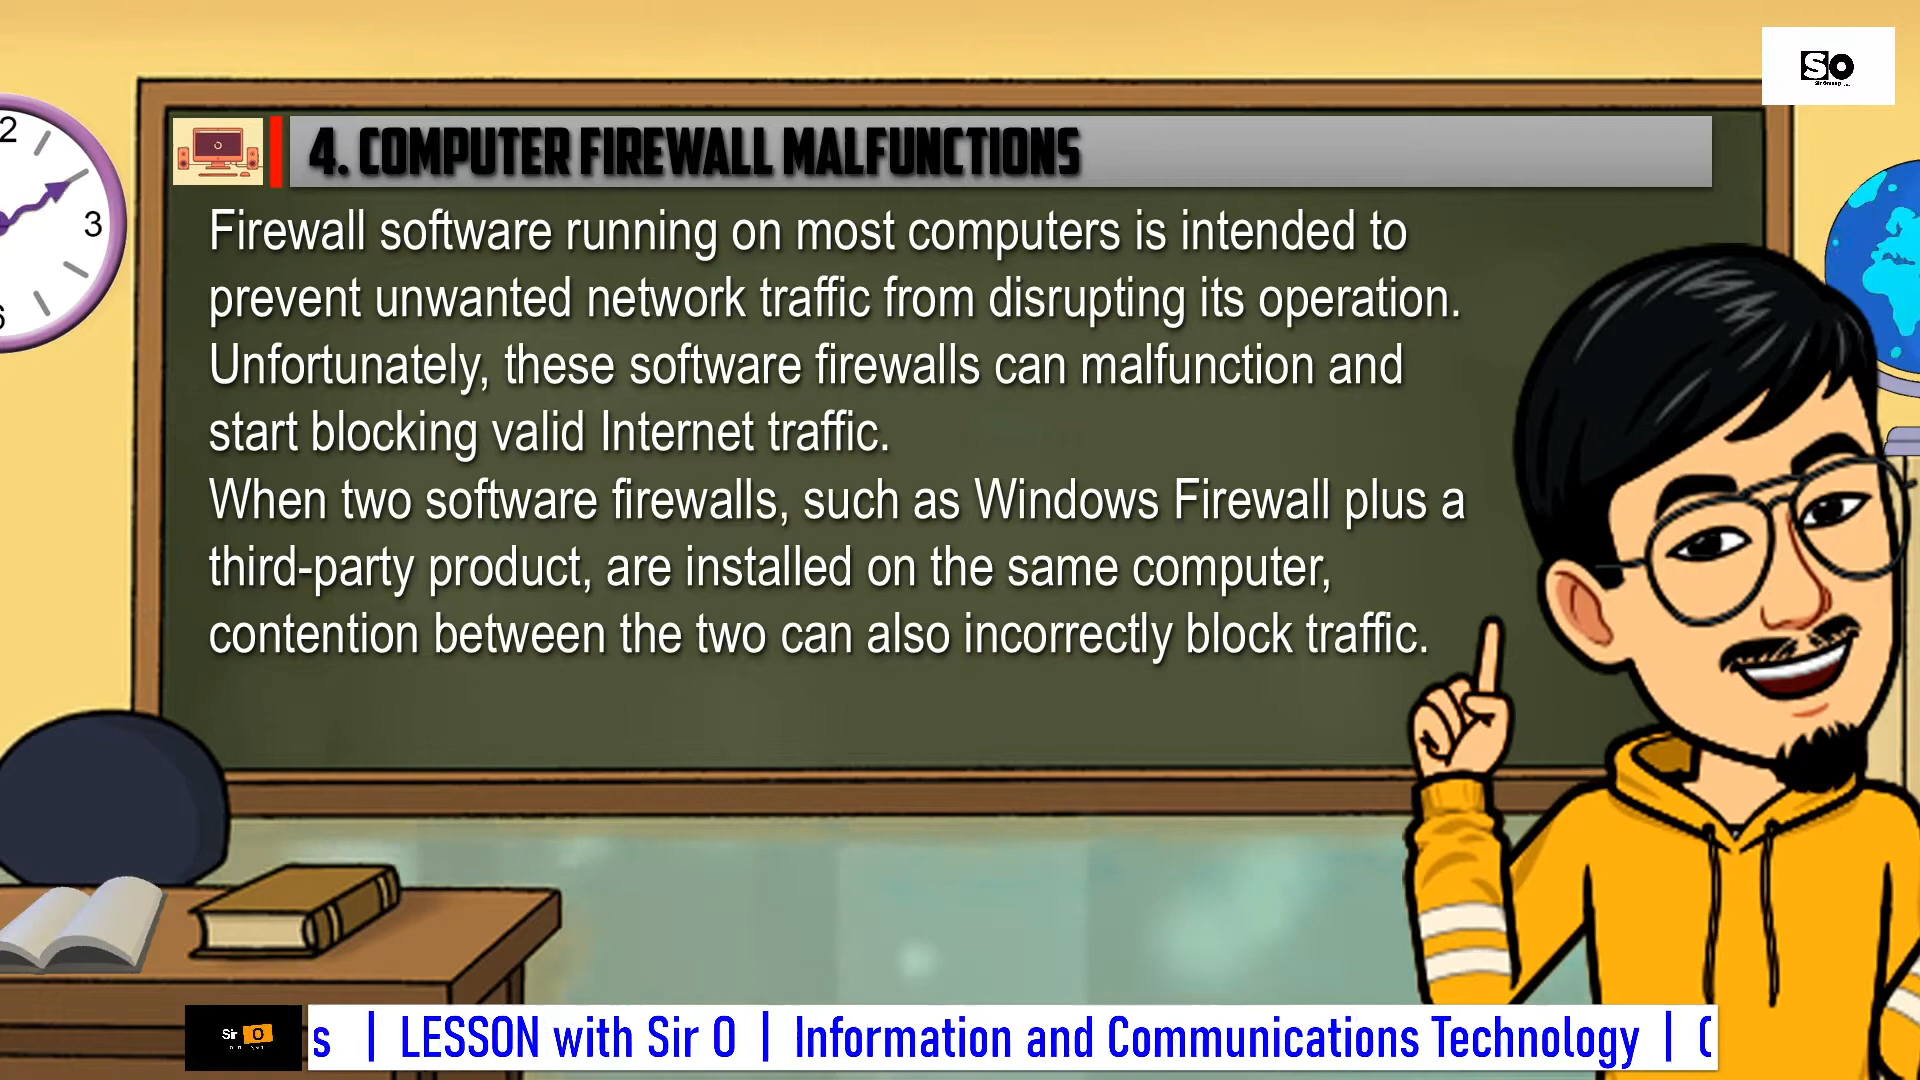 SO
2
3
6
4. COMPUTER FIREWALL MALFUNCTIONS
Firewall software running on most computers is intended to
prevent unwanted network traffic from disrupting its operation.
Unfortunately, these software firewalls can malfunction and
start blocking valid Internet traffic.
When two software firewalls, such as Windows Firewall plus a
third-party product, are installed on the same computer,
contention between the two can also incorrectly block traffic.
Sir O
s | LESSON with Sir O | Information and Communications Technology |